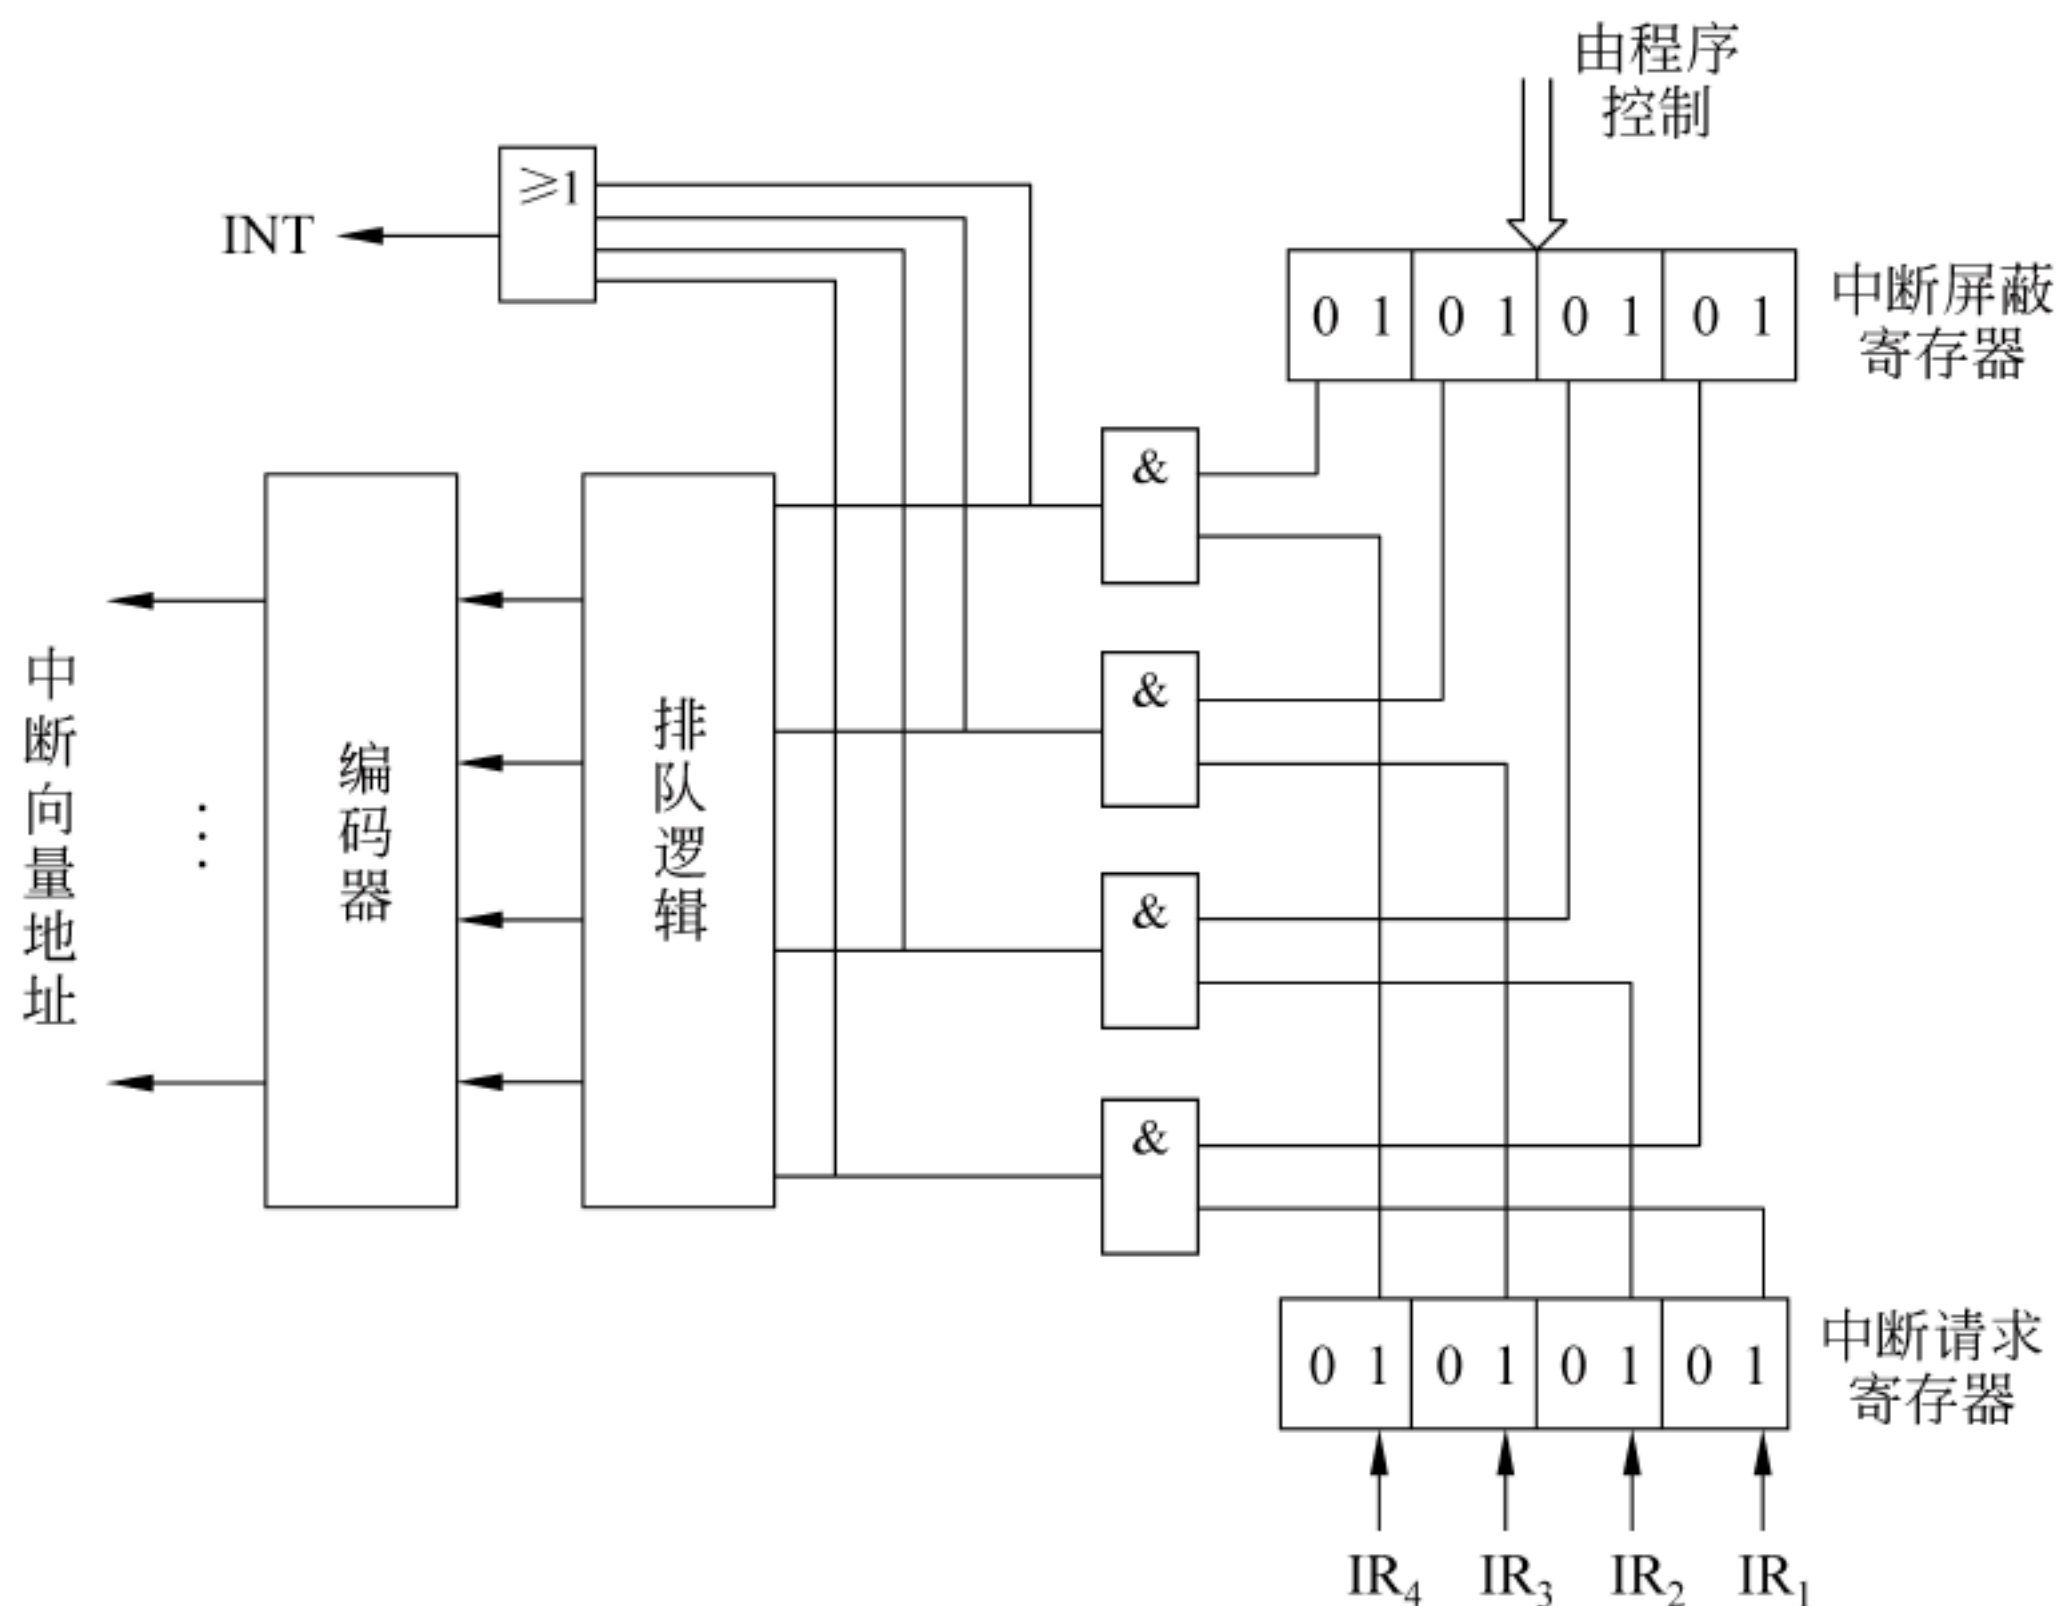 由程序
控制
≥1
INT
0 1 0 1 0 1 0 1
中断屏蔽
寄存器
&
&
&
&
中断向量地址
⋮
编码器
排队逻辑
0 1 0 1 0 1 0 1
中断请求
寄存器
IR₄ IR₃ IR₂ IR₁